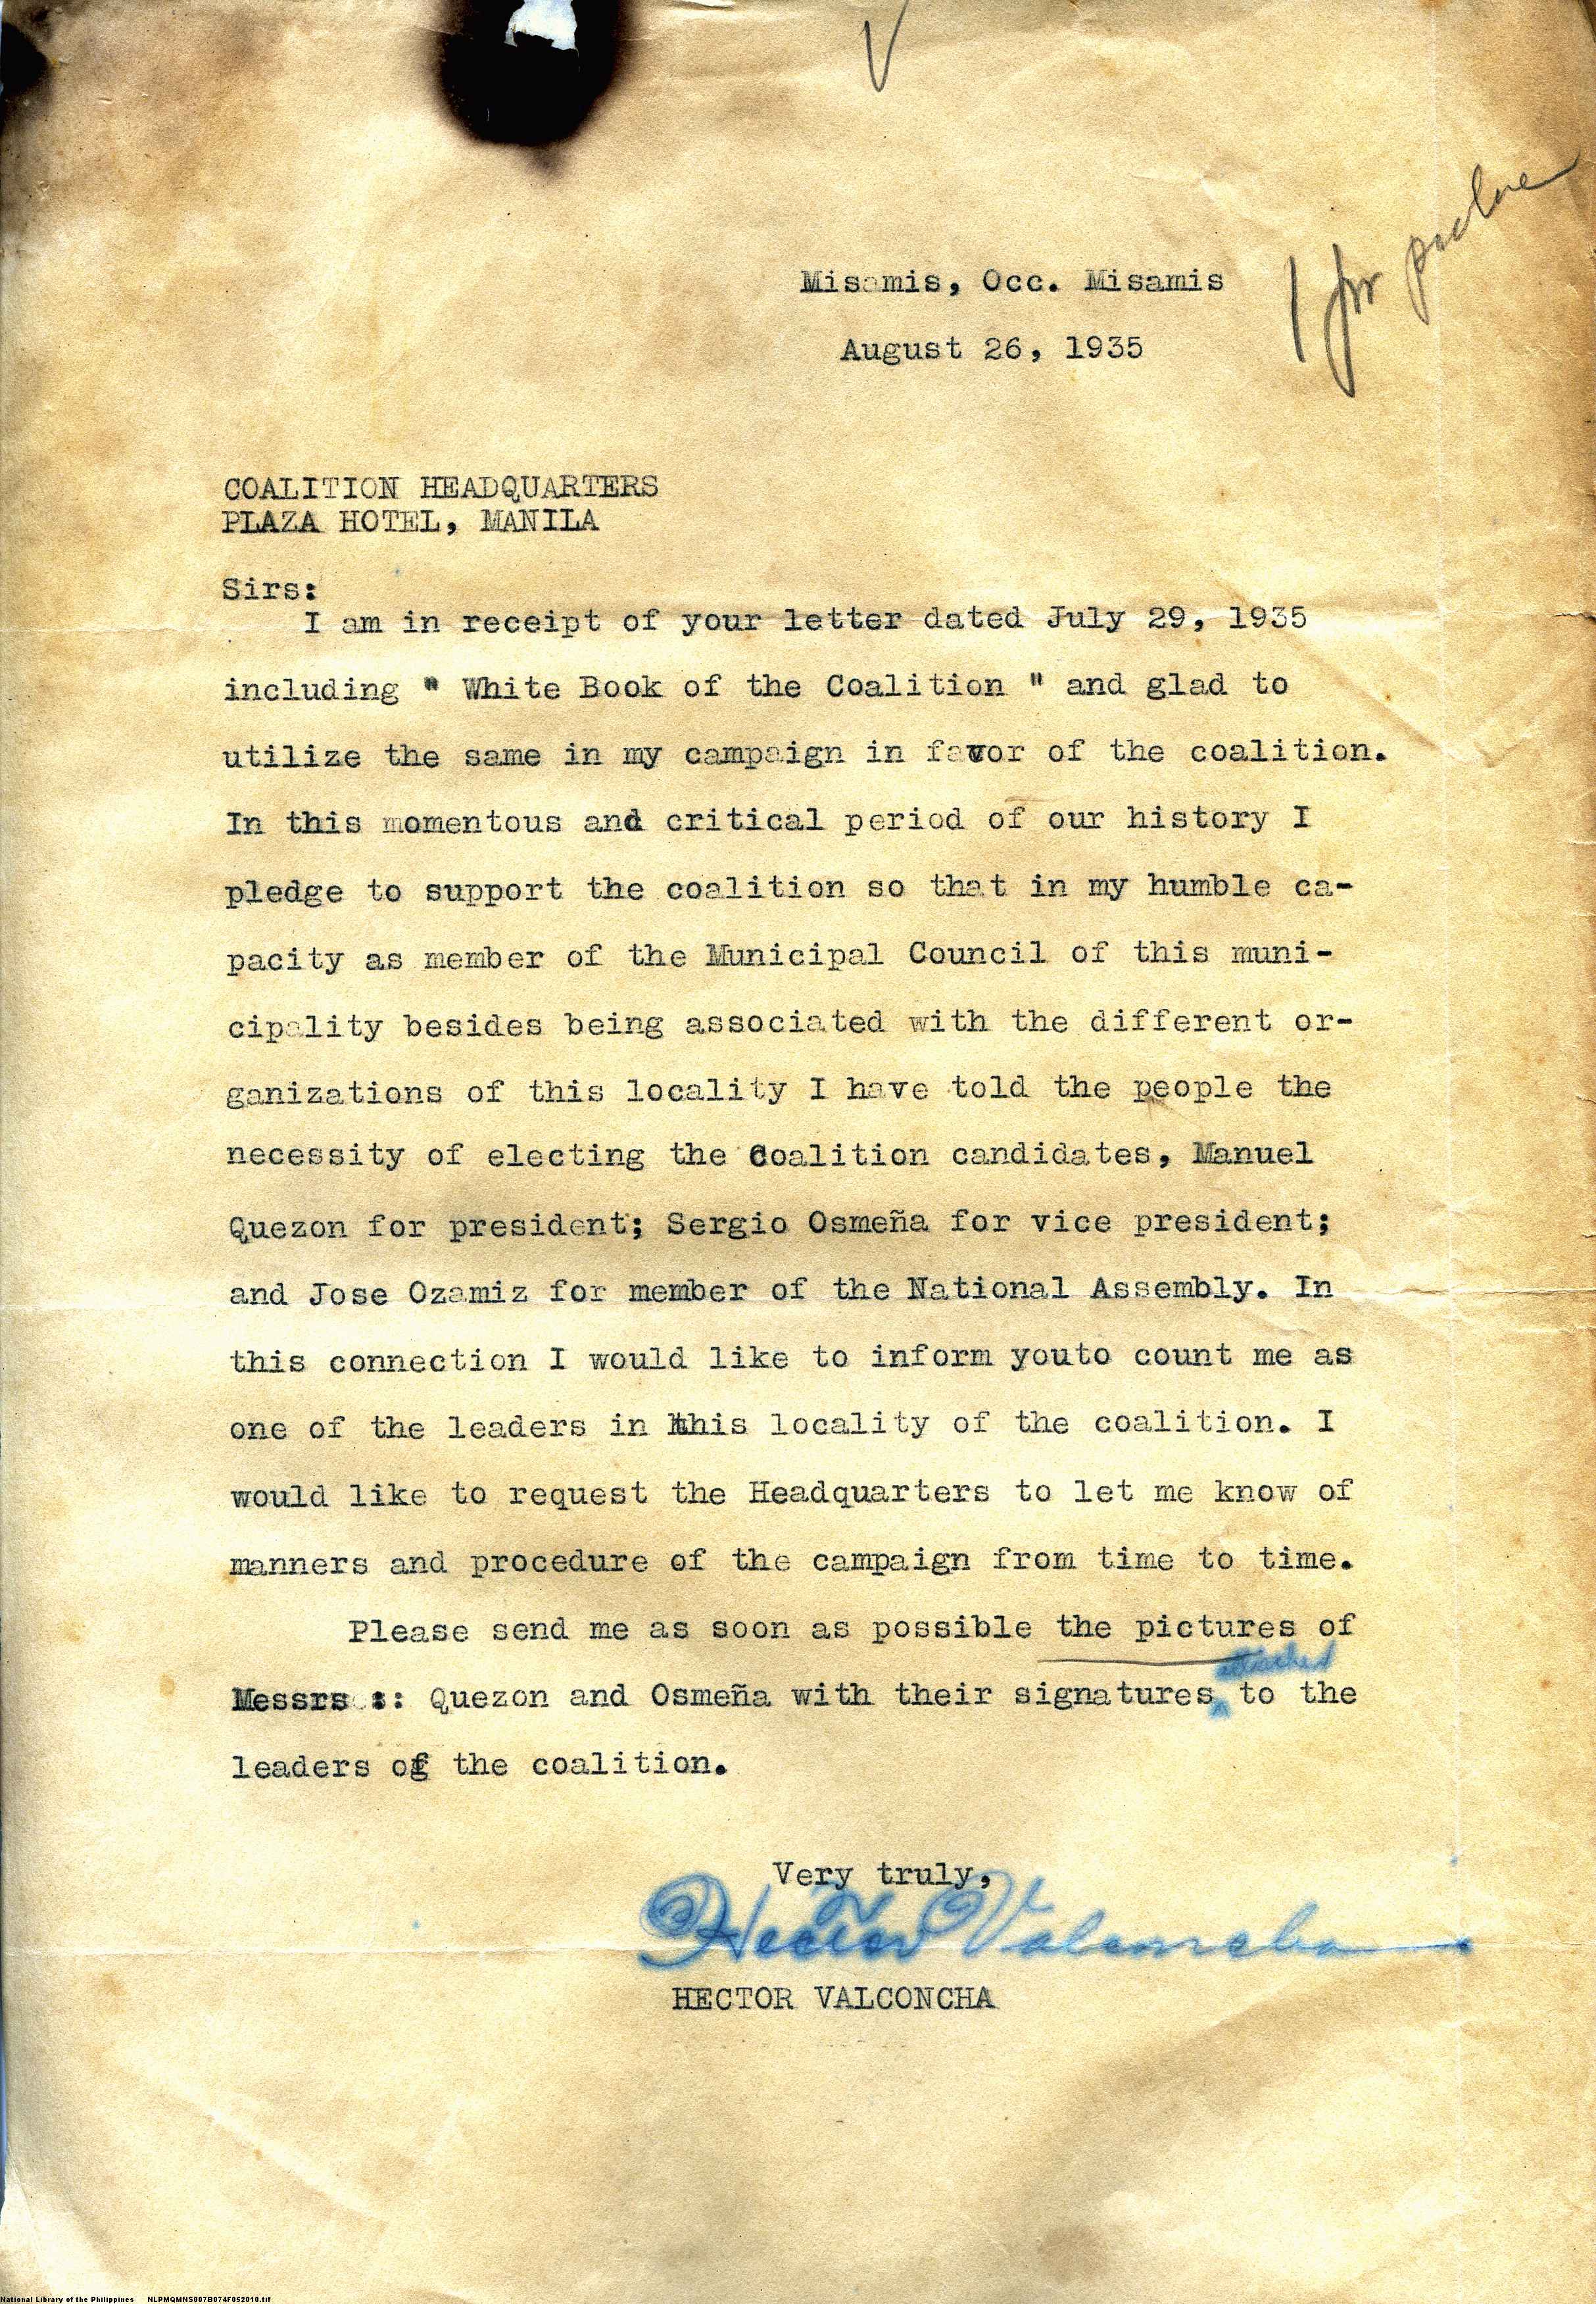 Misamis, Occ. Misamis
August 26, 1935
COALITION HEADQUARTERS
PLAZA HOTEL, MANILA
Sirs:
I am in receipt of your letter dated July 29, 1935
including " White Book of the Coalition " and glad to
utilize the same in my campaign in favor of the coalition.
In this momentous and critical period of our history I
pledge to support the coalition so that in my humble ca-
pacity as member of the Municipal Council of this muni-
cipality besides being associated with the different or-
ganizations of this locality I have told the people the
necessity of electing the Coalition candidates, Manuel
Quezon for president; Sergio Osmeña for vice president;
and Jose Ozamiz for member of the National Assembly. In
this connection I would like to inform youto count me as
one of the leaders in this locality of the coalition. I
would like to request the Headquarters to let me know of
manners and procedure of the campaign from time to time.
Please send me as soon as possible the pictures of
attached
Messrs :: Quezon and Osmeña with their signatures to the
leaders of the coalition.
Very truly,
Hector Valconcha
HECTOR VALCONCHA
National Library of the Philippines NLPMQMNS007B074F052010.tif